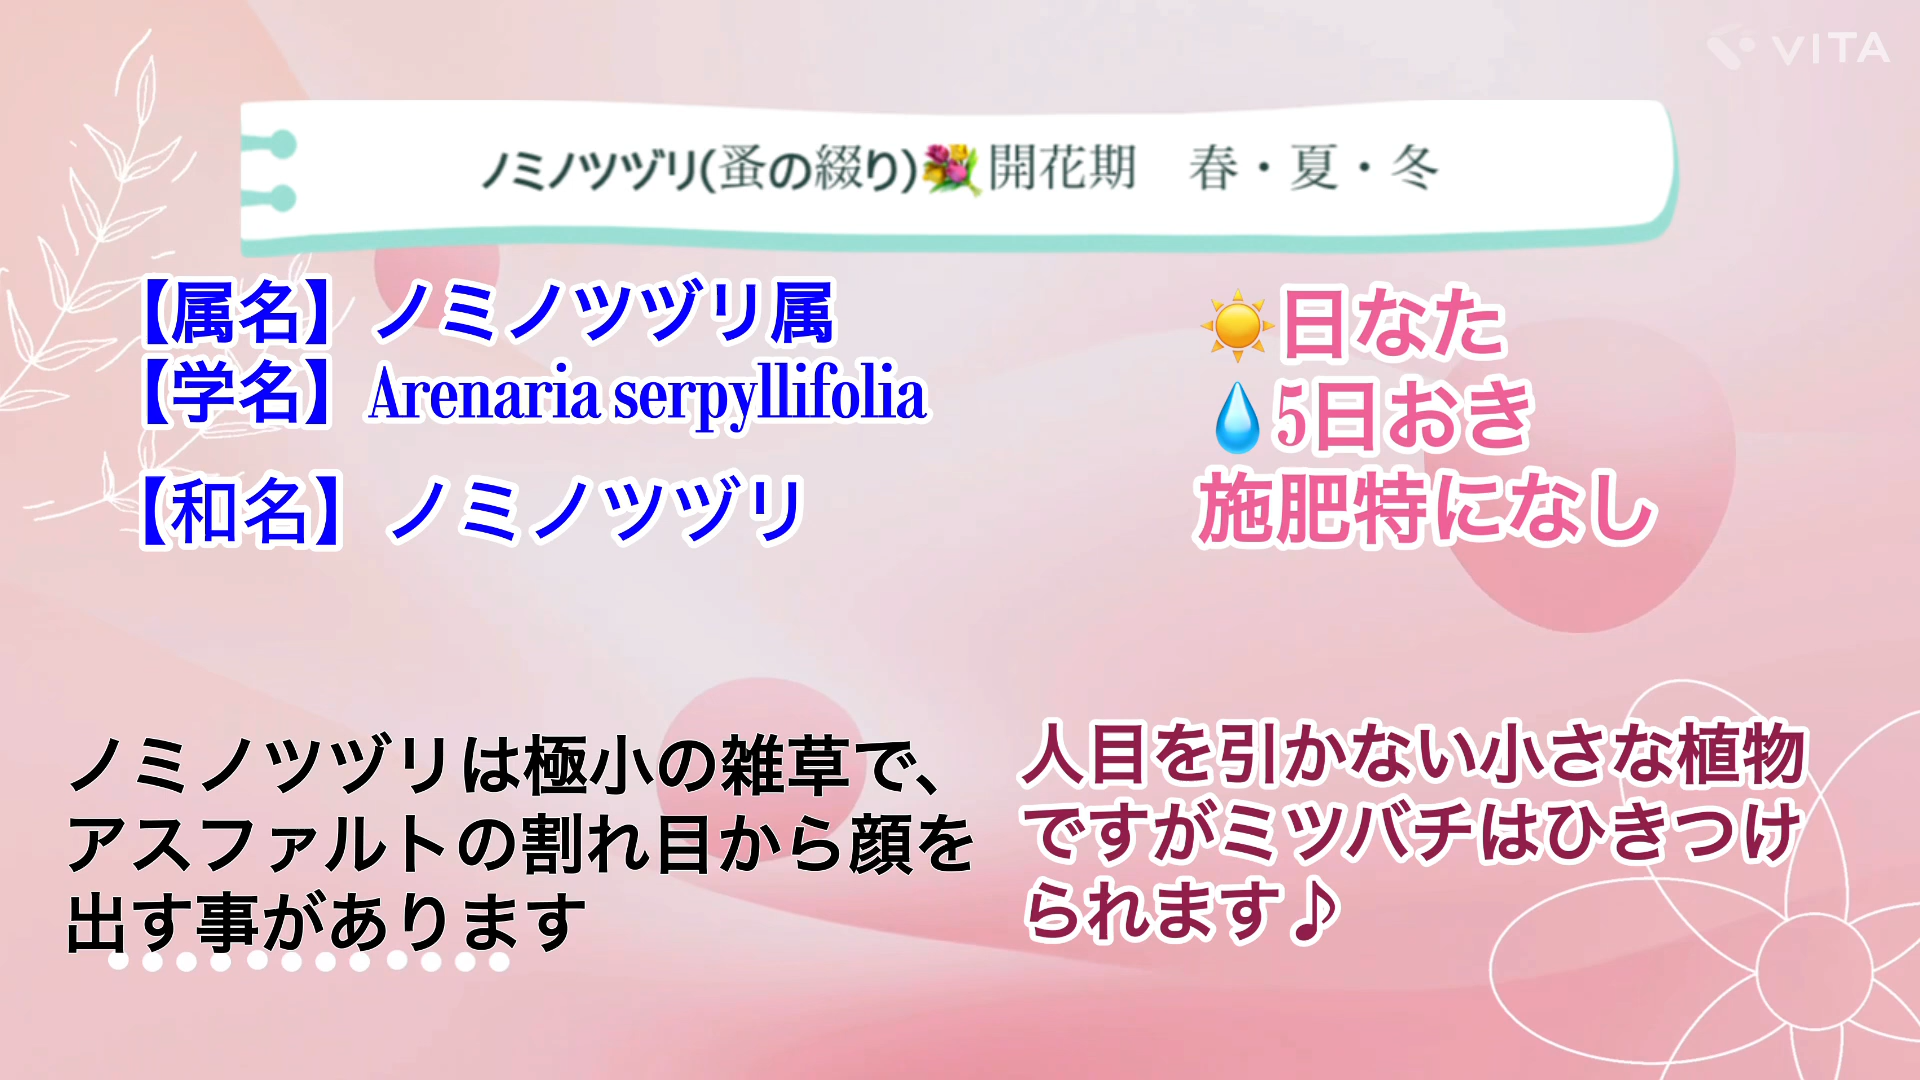 VITA
ノミノツヅリ(蚤の綴り)💐開花期　春・夏・冬
【属名】ノミノツヅリ属
【学名】Arenaria serpyllifolia
【和名】ノミノツヅリ
☀️日なた
💧5日おき
施肥特になし
ノミノツヅリは極小の雑草で、
アスファルトの割れ目から顔を
出す事があります
人目を引かない小さな植物
ですがミツバチはひきつけ
られます♪